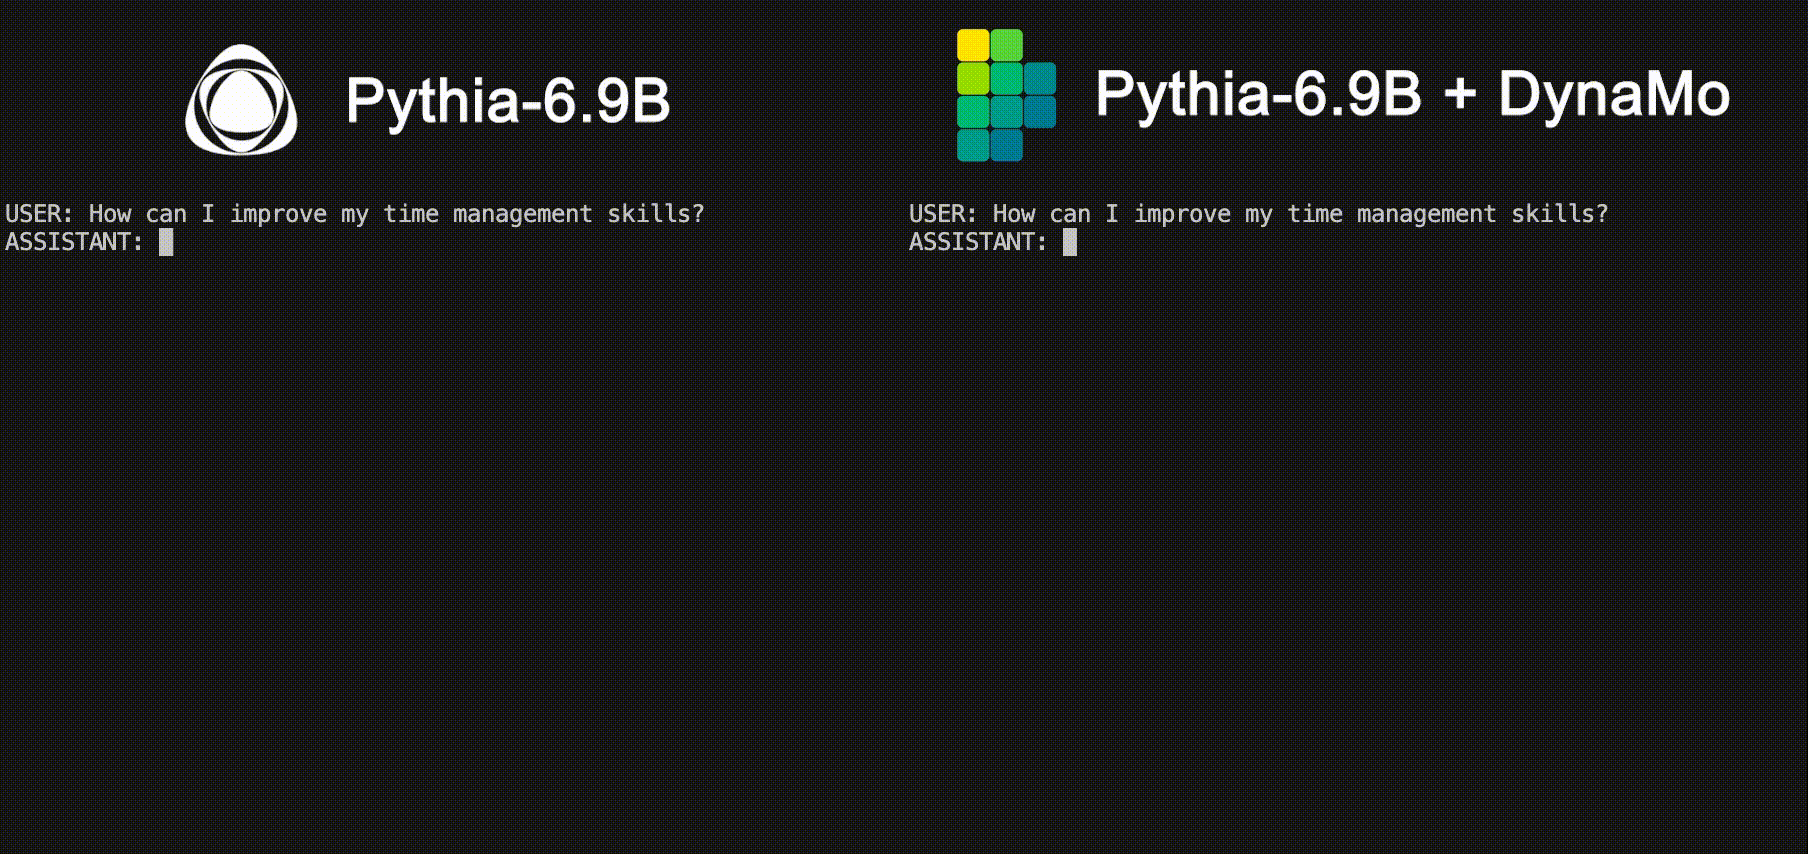 Pythia-6.9B
USER: How can I improve my time management skills?
ASSISTANT:
Pythia-6.9B + DynaMo
USER: How can I improve my time management skills?
ASSISTANT: